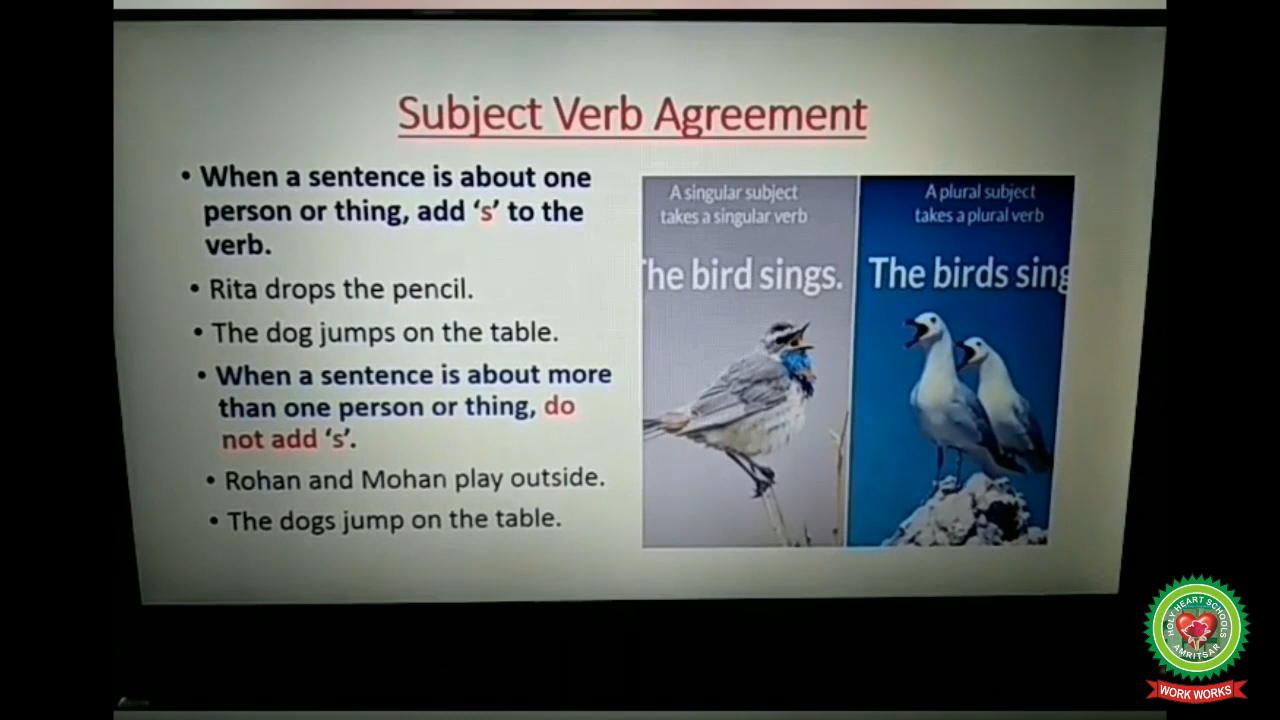 Subject Verb Agreement
• When a sentence is about one
person or thing, add ‘s’ to the
verb.
• Rita drops the pencil.
• The dog jumps on the table.
• When a sentence is about more
than one person or thing, do
not add ‘s’.
• Rohan and Mohan play outside.
• The dogs jump on the table.
A singular subject
takes a singular verb
he bird sings.
A plural subject
takes a plural verb
The birds sing
HOLY HEART SCHOOLS
AMRITSAR
WORK WORKS